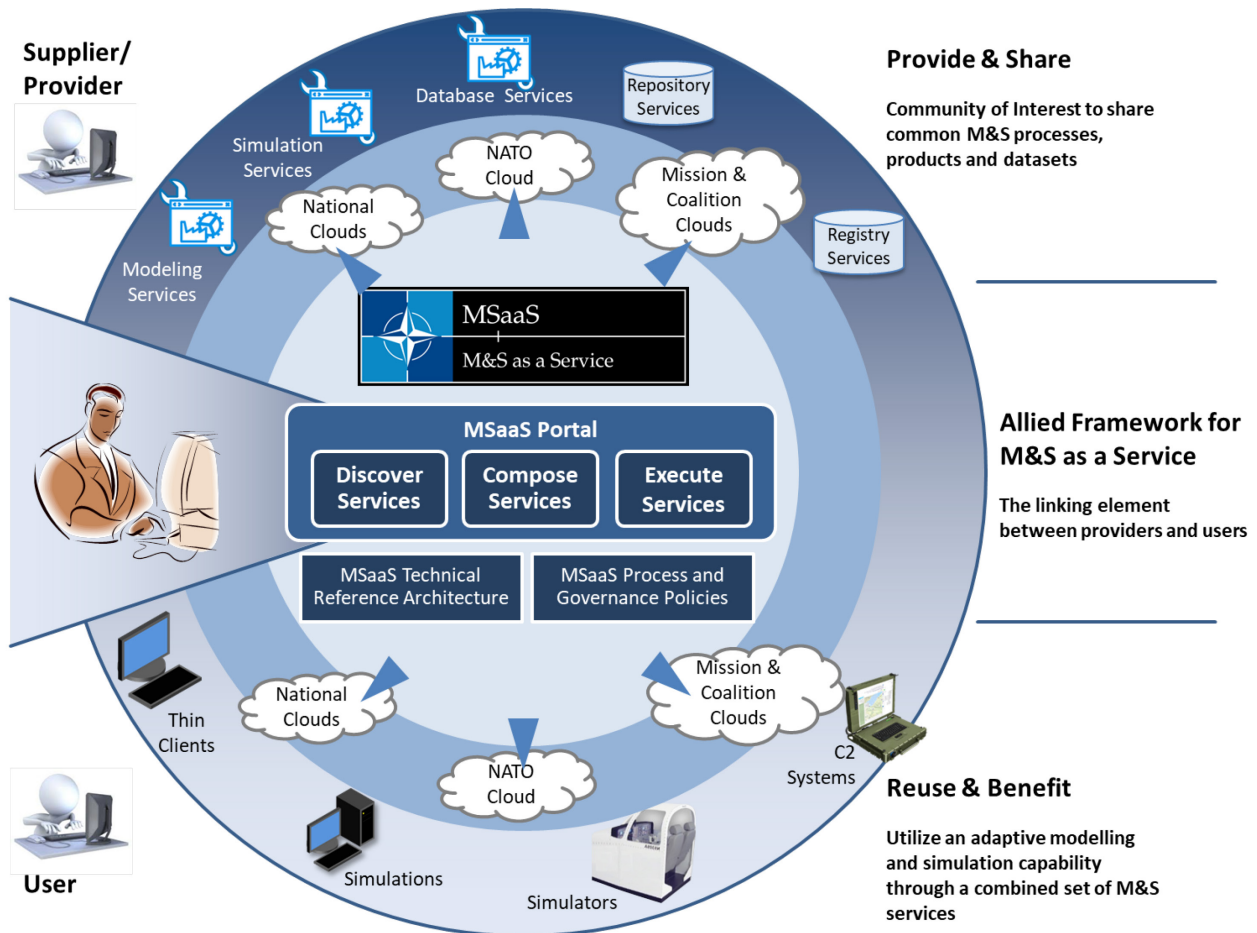 Supplier/
Provider
Database Services
Repository
Services
Provide & Share
Community of Interest to share
common M&S processes,
products and datasets
Simulation
Services
NATO
Cloud
Mission &
Coalition
Clouds
National
Clouds
Registry
Services
Modeling
Services
MSaaS
M&S as a Service
MSaaS Portal
Discover
Services
Compose
Services
Execute
Services
Allied Framework for
M&S as a Service
The linking element
between providers and users
MSaaS Technical
Reference Architecture
MSaaS Process and
Governance Policies
National
Clouds
Mission &
Coalition
Clouds
Thin
Clients
NATO
Cloud
C2
Systems
Simulations
Simulators
User
Reuse & Benefit
Utilize an adaptive modelling
and simulation capability
through a combined set of M&S
services